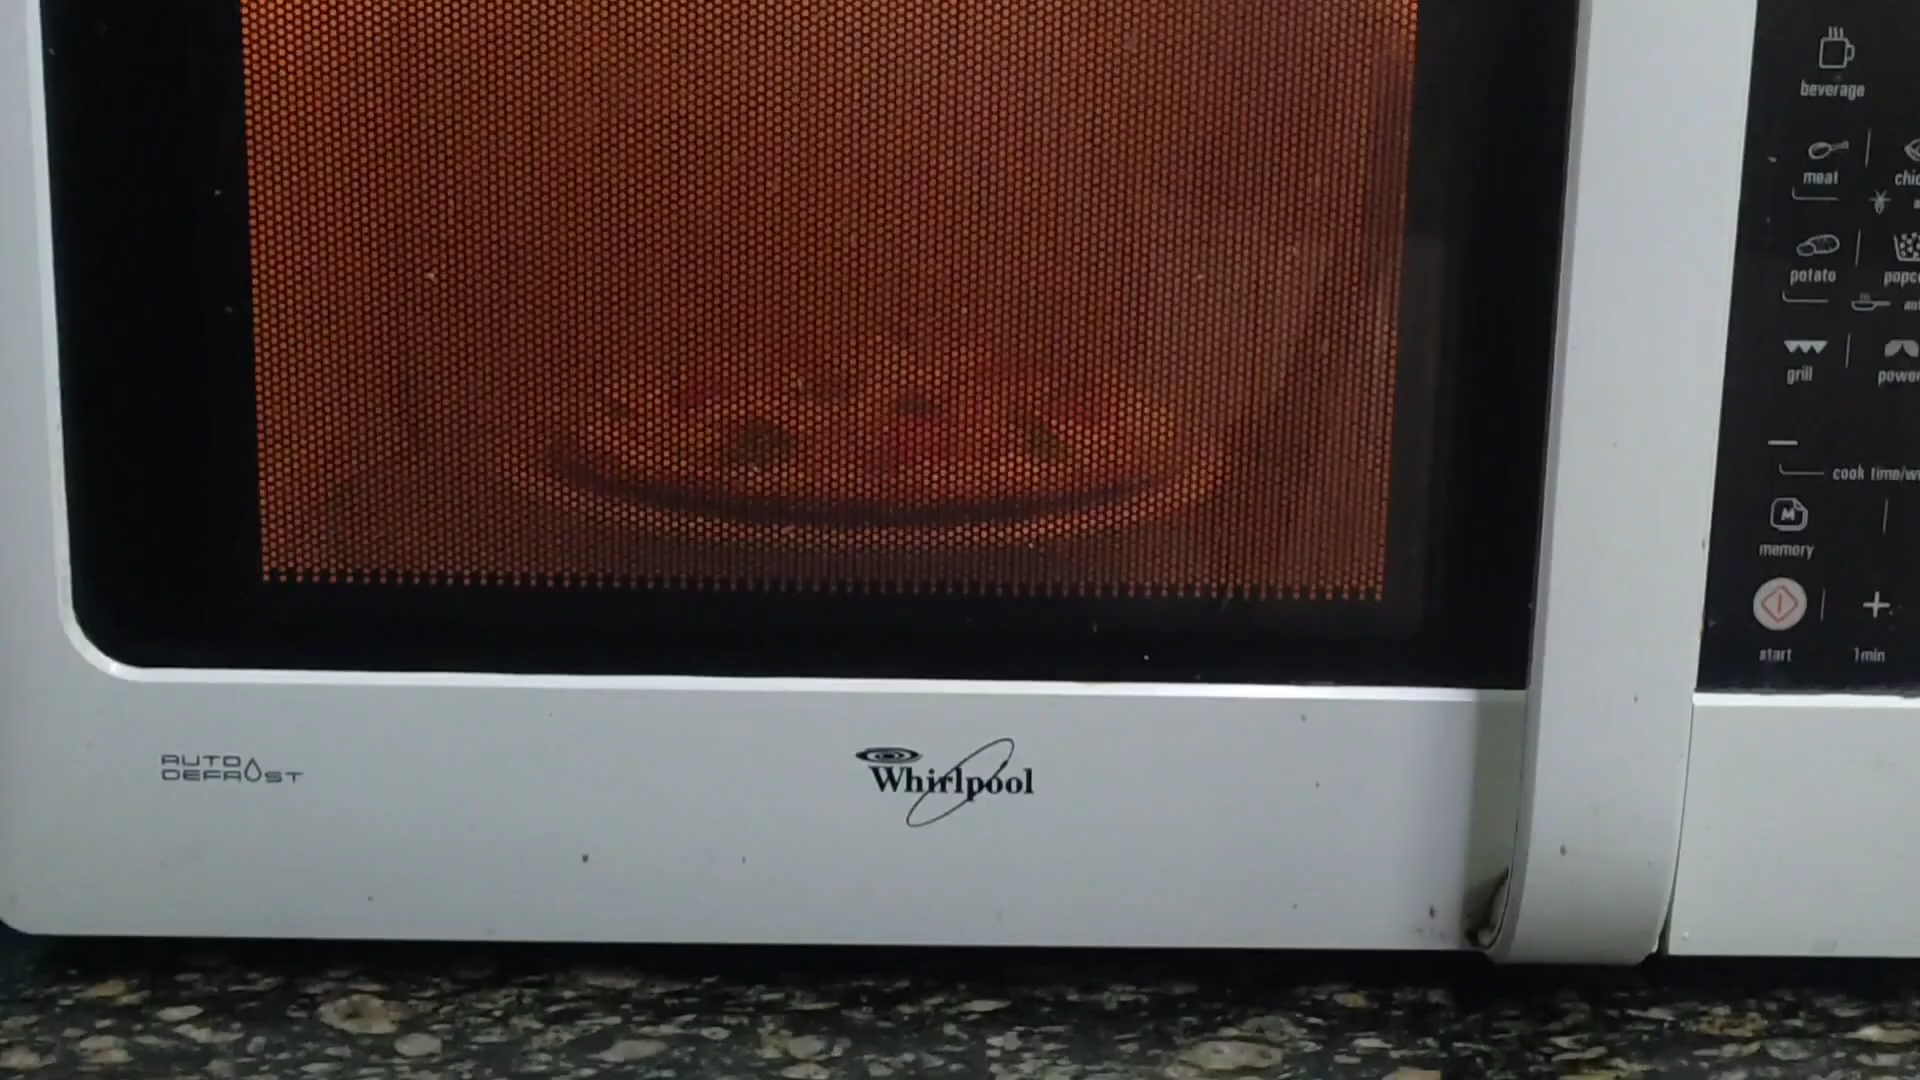 beverage
meat
potato
grill
cook time/w
memory
start
1min
AUTO
DEFROST
Whirlpool